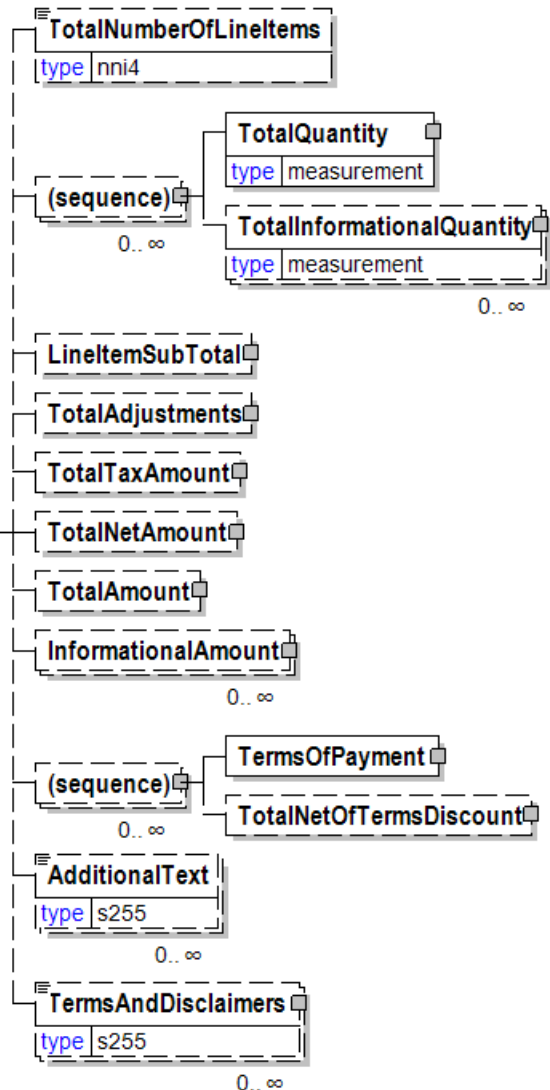 TotalNumberOfLineItems
type nni4
TotalQuantity
type measurement
(sequence)
0.. ∞
TotalInformationalQuantity
type measurement
0.. ∞
LineItemSubTotal
TotalAdjustments
TotalTaxAmount
TotalNetAmount
TotalAmount
InformationalAmount
0.. ∞
TermsOfPayment
(sequence)
0.. ∞
TotalNetOfTermsDiscount
AdditionalText
type s255
0.. ∞
TermsAndDisclaimers
type s255
0.. ∞